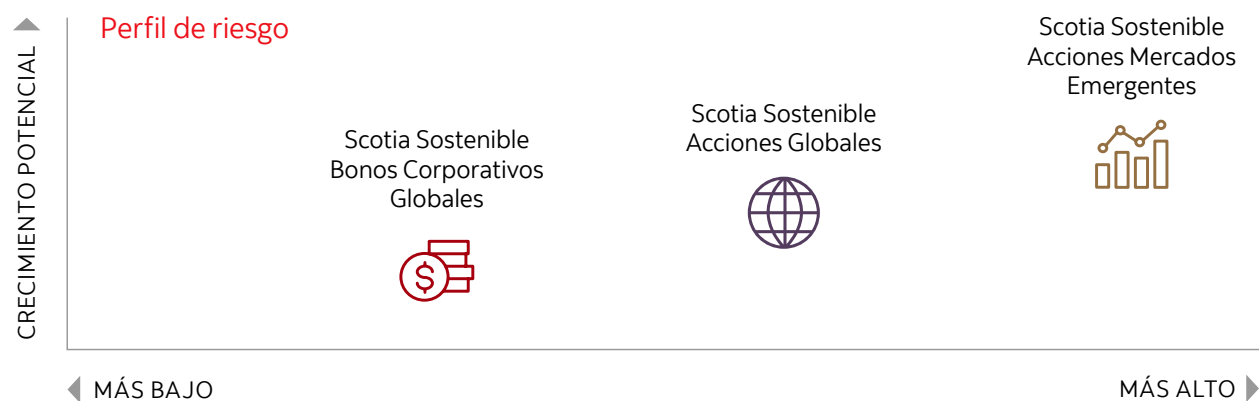 Perfil de riesgo
CRECIMIENTO POTENCIAL
Scotia Sostenible
Bonos Corporativos
Globales
$
Scotia Sostenible
Acciones Globales
Scotia Sostenible
Acciones Mercados
Emergentes
MÁS BAJO
MÁS ALTO